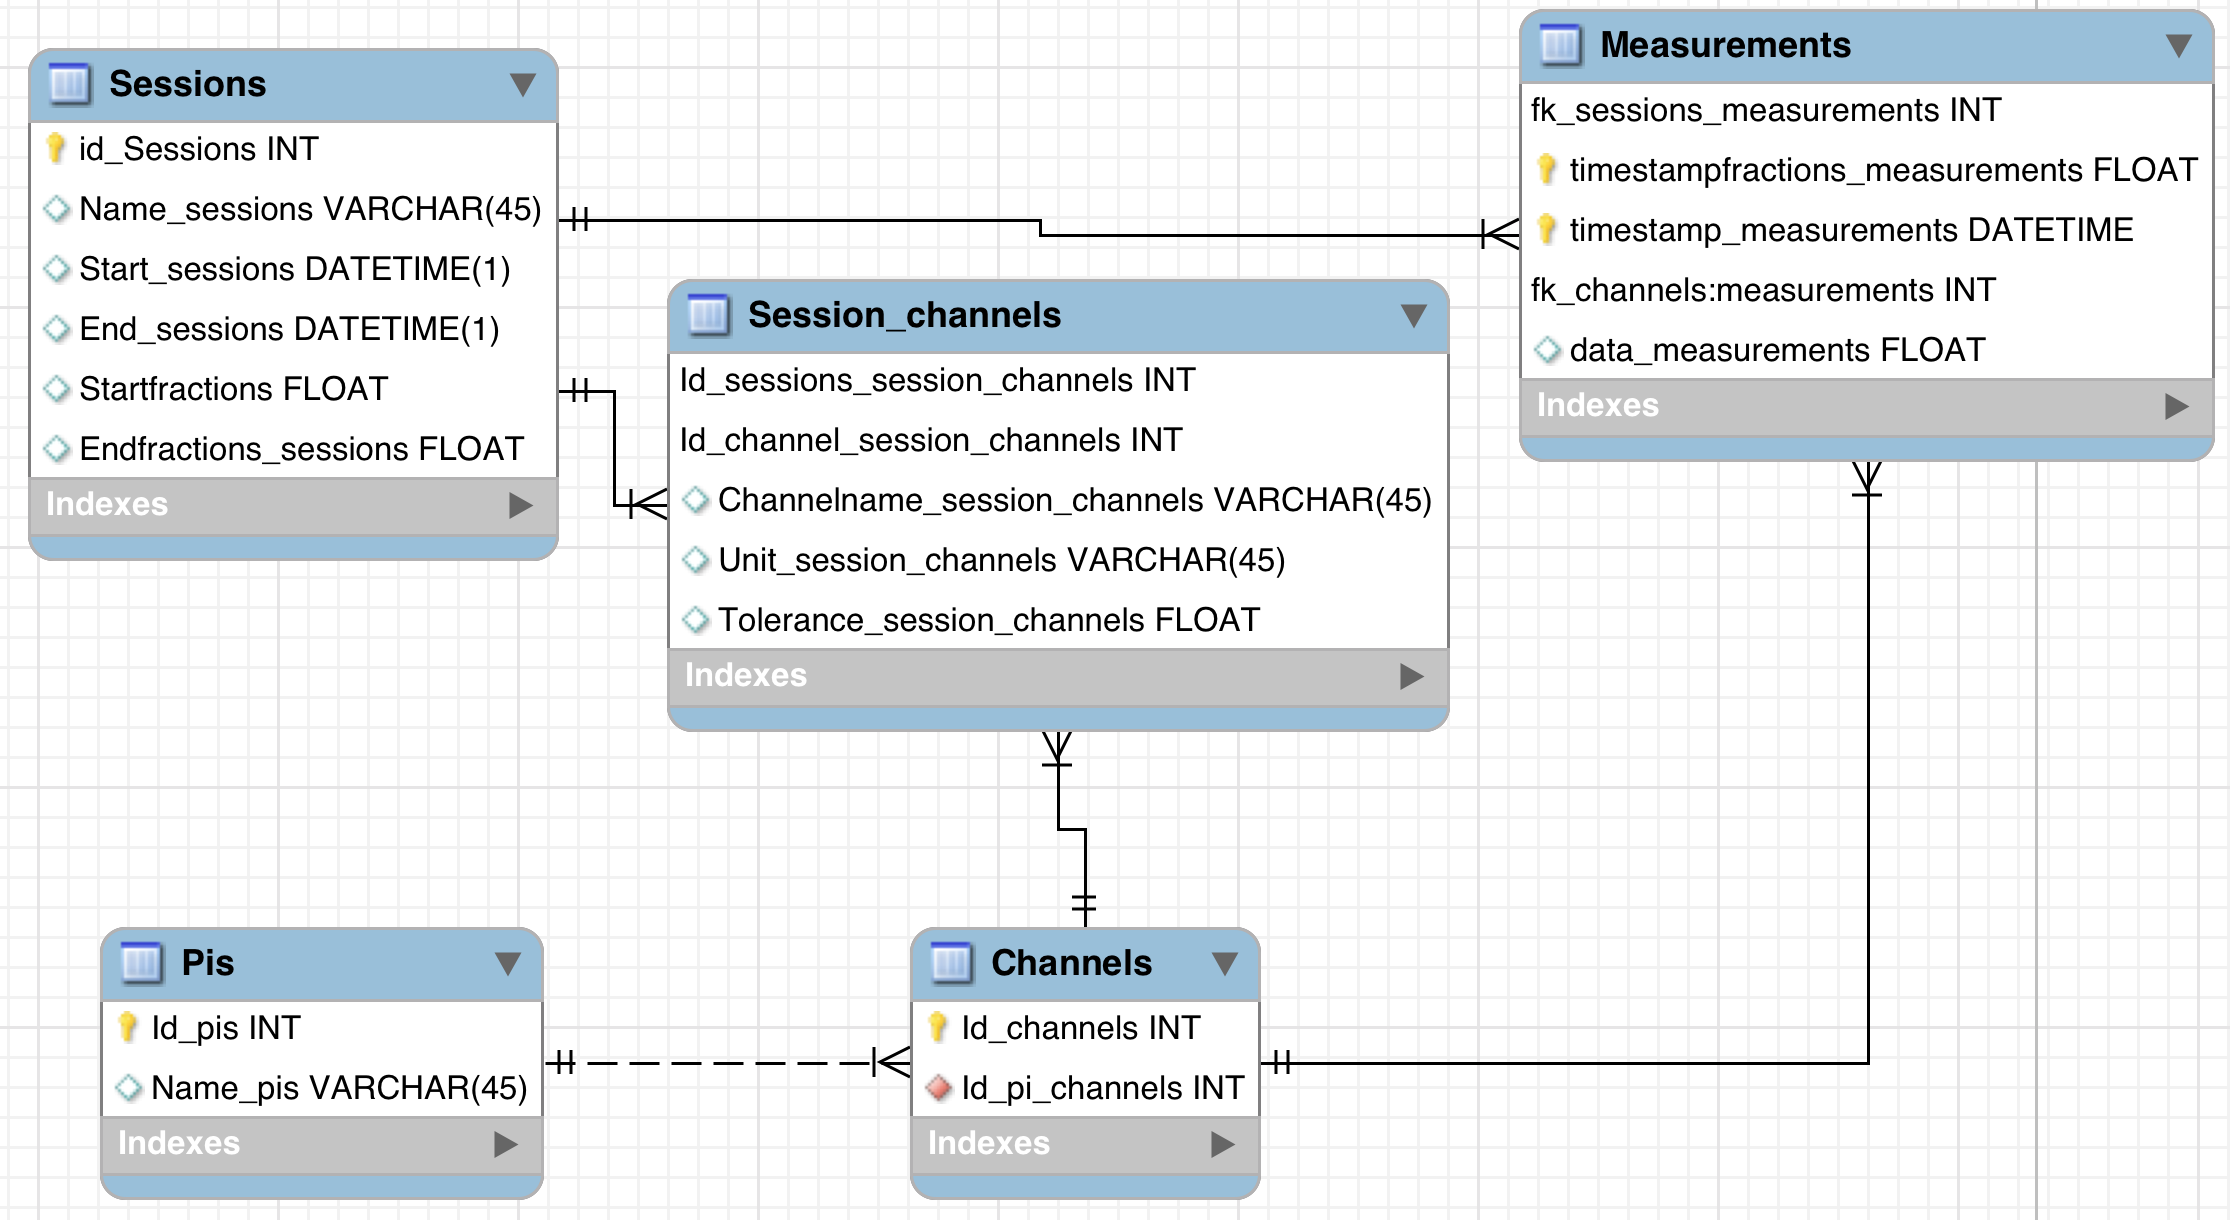 Sessions
id_Sessions INT
Name_sessions VARCHAR(45)
Start_sessions DATETIME(1)
End_sessions DATETIME(1)
Startfractions FLOAT
Endfractions_sessions FLOAT
Indexes
Measurements
fk_sessions_measurements INT
timestampfractions_measurements FLOAT
timestamp_measurements DATETIME
fk_channels:measurements INT
data_measurements FLOAT
Indexes
Session_channels
Id_sessions_session_channels INT
Id_channel_session_channels INT
Channelname_session_channels VARCHAR(45)
Unit_session_channels VARCHAR(45)
Tolerance_session_channels FLOAT
Indexes
Pis
Id_pis INT
Name_pis VARCHAR(45)
Indexes
Channels
Id_channels INT
Id_pi_channels INT
Indexes